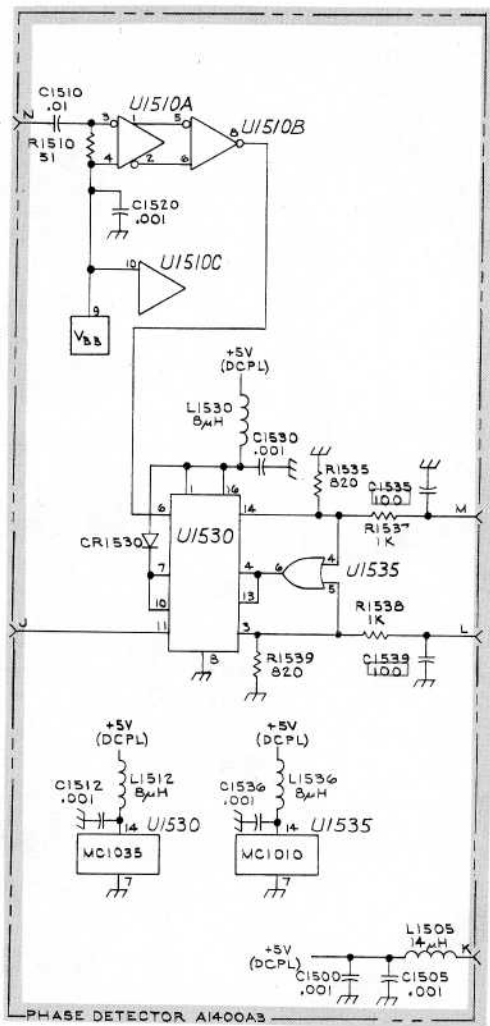 C1510
.01
N
R1510
51
3
4
U1510A
1
2
5
6
8
U1510B
C1520
.001
10
U1510C
9
VBB
+5V
(DCPL)
L1530
8µH
C1530
.001
R1535
820
C1535
100
M
R1537
1K
1
16
6
14
U1530
CR1530
7
10
11
J
4
13
3
8
6
4
5
U1535
R1538
1K
L
R1539
820
C1539
100
+5V
(DCPL)
C1512
.001
L1512
8µH
14
U1530
MC1035
7
+5V
(DCPL)
C1536
.001
L1536
8µH
14
U1535
MC1010
7
+5V
(DCPL)
L1505
14µH
K
C1500
.001
C1505
.001
PHASE DETECTOR A1400A3